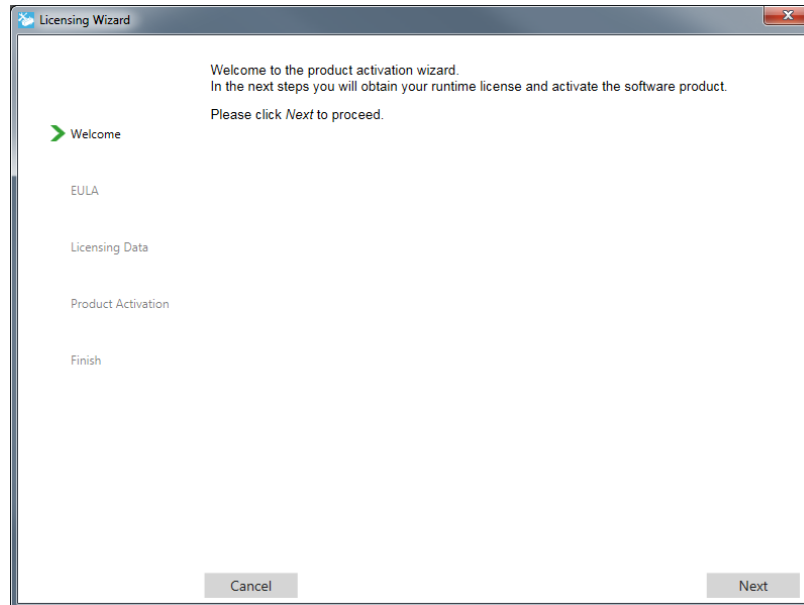 Licensing Wizard
Welcome to the product activation wizard.
In the next steps you will obtain your runtime license and activate the software product.
Please click Next to proceed.
Welcome
EULA
Licensing Data
Product Activation
Finish
Cancel
Next